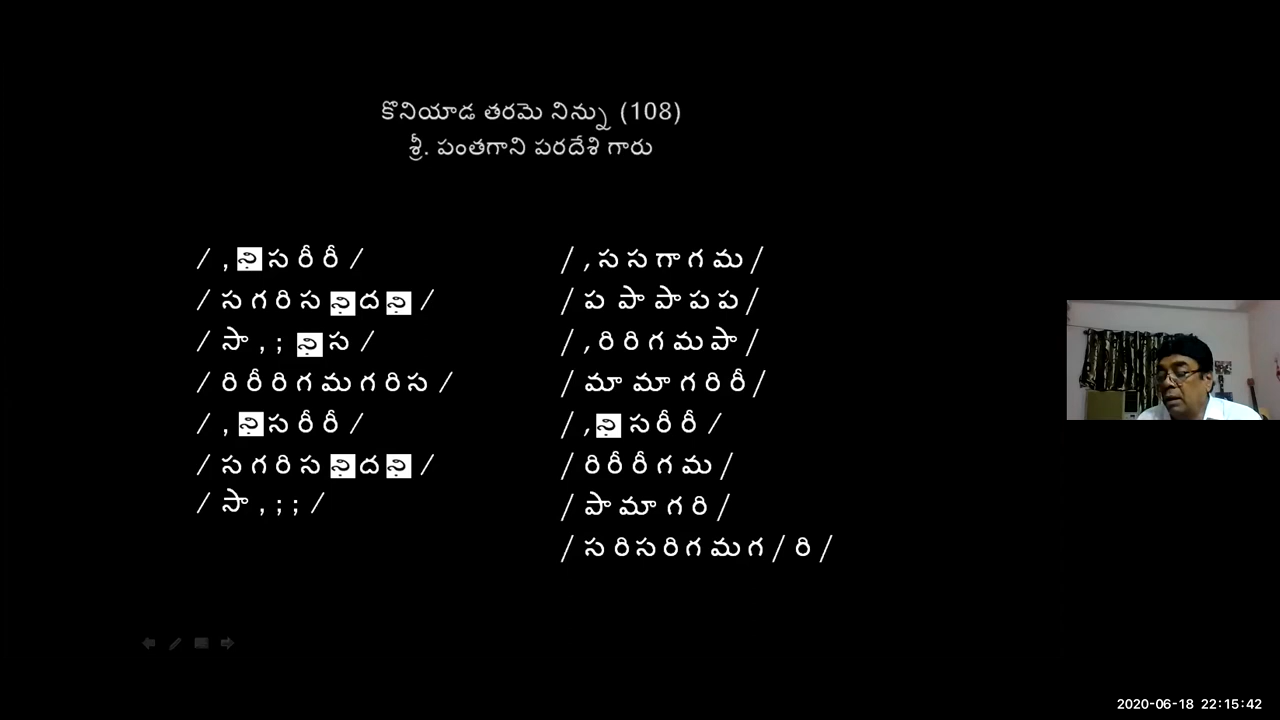 కొనియాడ తరమె నిన్ను (108)
శ్రీ. పంతగాని పరదేశి గారు
/ , ని స రీ రీ /
/ స గ రి స ని ద ని /
/ సా , ; ని స /
/ రి రీ రి గ మ గ రి స /
/ , ని స రీ రీ /
/ స గ రి స ని ద ని /
/ సా , ; ; /
/ , స స గా గ మ /
/ ప పా పా ప ప /
/ , రి రి గ మ పా /
/ మా మా గ రి రీ /
/ , ని స రీ రీ /
/ రి రీ రీ గ మ /
/ పా మా గ రి /
/ స రి స రి గ మ గ / రి /
2020-06-18 22:15:42